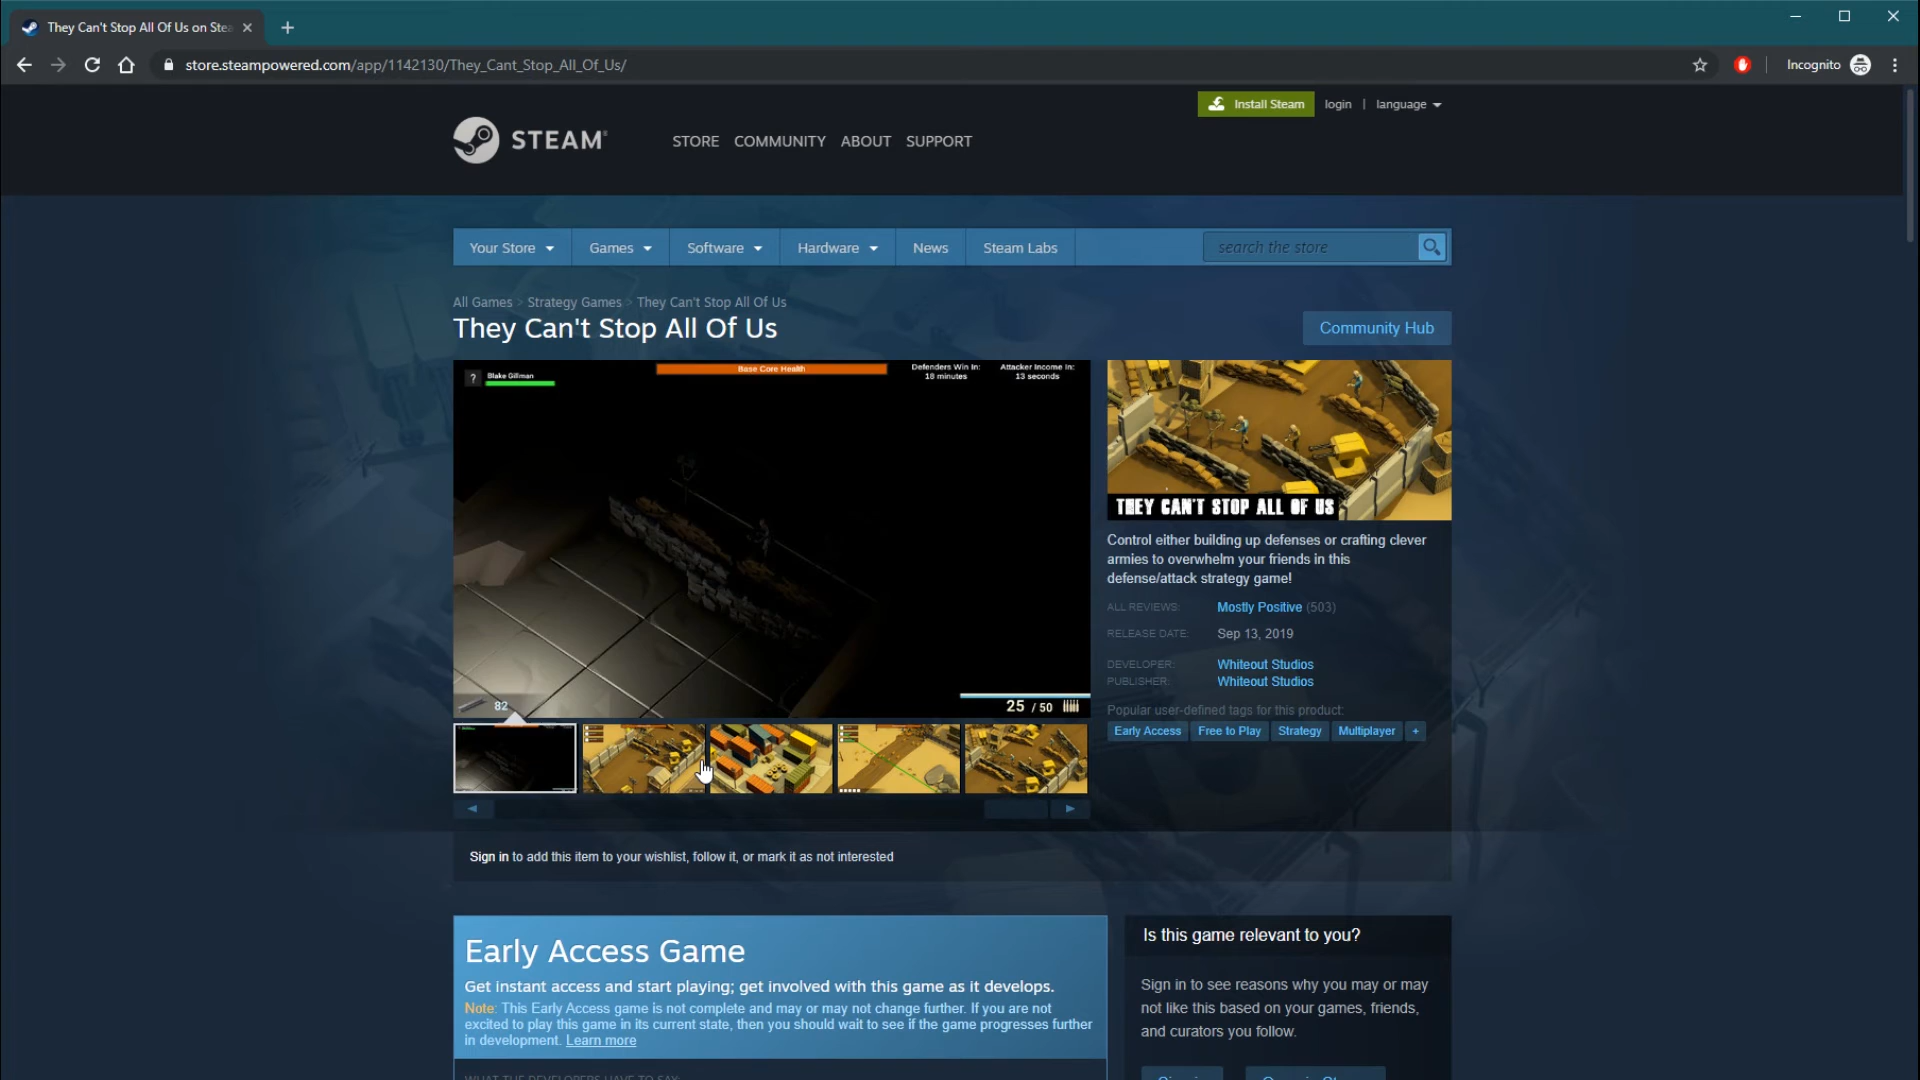 They Can't Stop All Of Us on Stea
store.steampowered.com/app/1142130/They_Cant_Stop_All_Of_Us/
Incognito
Install Steam login | language
STEAM® STORE COMMUNITY ABOUT SUPPORT
Your Store Games Software Hardware News Steam Labs search the store
All Games > Strategy Games > They Can't Stop All Of Us
They Can't Stop All Of Us
Community Hub
? Blake Gillman
Base Core Health
Defenders Win In:
18 minutes
Attacker Income In:
13 seconds
82
25 / 50
THEY CAN'T STOP ALL OF US
Control either building up defenses or crafting clever
armies to overwhelm your friends in this
defense/attack strategy game!
ALL REVIEWS: Mostly Positive (503)
RELEASE DATE: Sep 13, 2019
DEVELOPER: Whiteout Studios
PUBLISHER: Whiteout Studios
Popular user-defined tags for this product:
Early Access Free to Play Strategy Multiplayer +
Sign in to add this item to your wishlist, follow it, or mark it as not interested
Early Access Game
Get instant access and start playing; get involved with this game as it develops.
Note: This Early Access game is not complete and may or may not change further. If you are not
excited to play this game in its current state, then you should wait to see if the game progresses further
in development. Learn more
WHAT THE DEVELOPERS HAVE TO SAY:
Is this game relevant to you?
Sign in to see reasons why you may or may
not like this based on your games, friends,
and curators you follow.